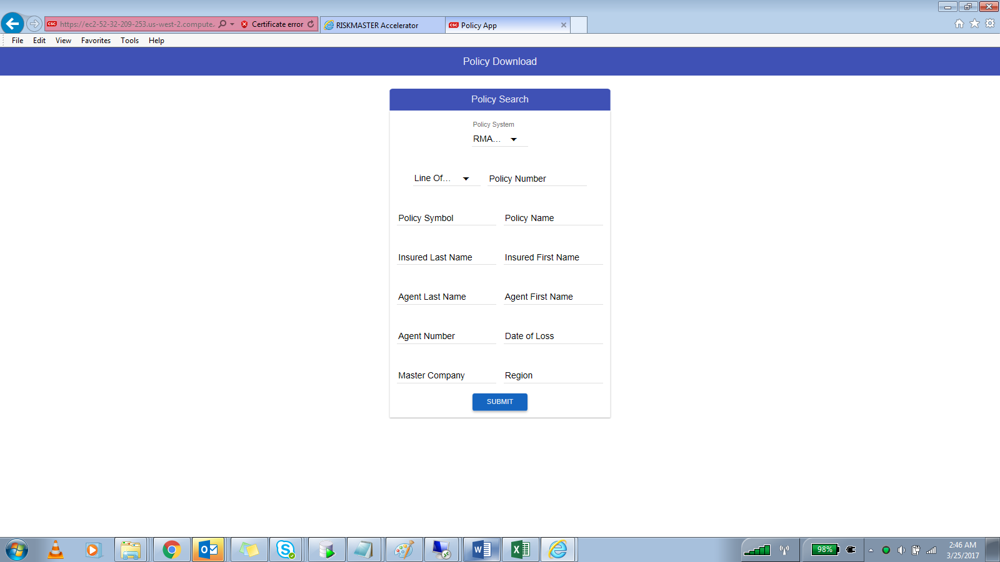 CSC https://ec2-52-32-209-253.us-west-2.compute. Certificate error RISKMASTER Accelerator CSC Policy App
File Edit View Favorites Tools Help
Policy Download
Policy Search
Policy System
RMA...
Line Of... Policy Number
Policy Symbol Policy Name
Insured Last Name Insured First Name
Agent Last Name Agent First Name
Agent Number Date of Loss
Master Company Region
SUBMIT
98% 2:46 AM
3/25/2017